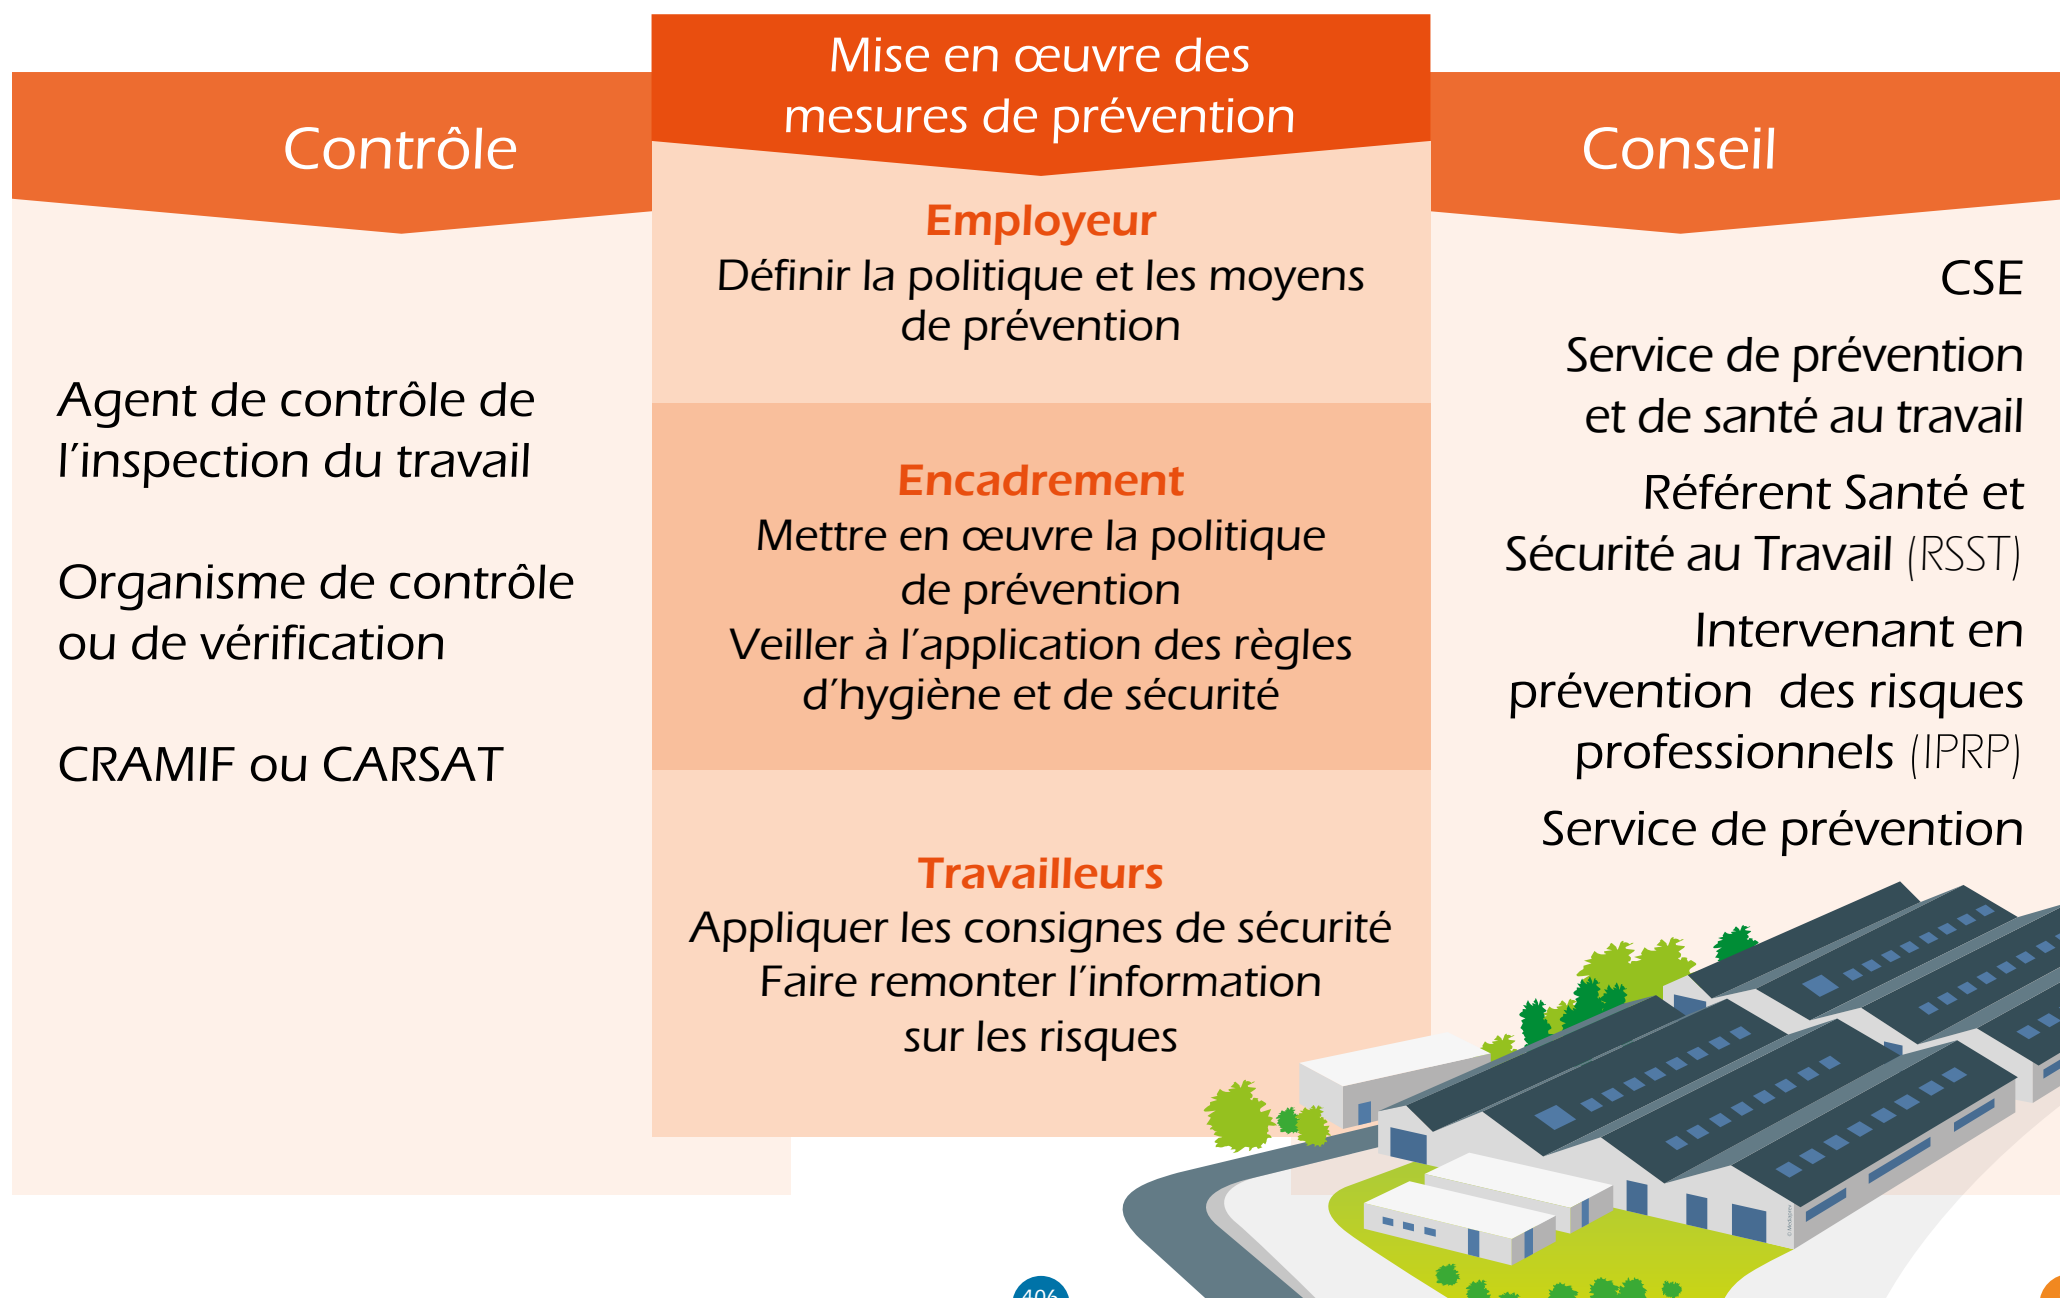 Contrôle
Agent de contrôle de
l'inspection du travail
Organisme de contrôle
ou de vérification
CRAMIF ou CARSAT
Mise en œuvre des
mesures de prévention
Employeur
Définir la politique et les moyens
de prévention
Encadrement
Mettre en œuvre la politique
de prévention
Veiller à l'application des règles
d'hygiène et de sécurité
Travailleurs
Appliquer les consignes de sécurité
Faire remonter l'information
sur les risques
Conseil
CSE
Service de prévention
et de santé au travail
Référent Santé et
Sécurité au Travail (RSST)
Intervenant en
prévention des risques
professionnels (IPRP)
Service de prévention